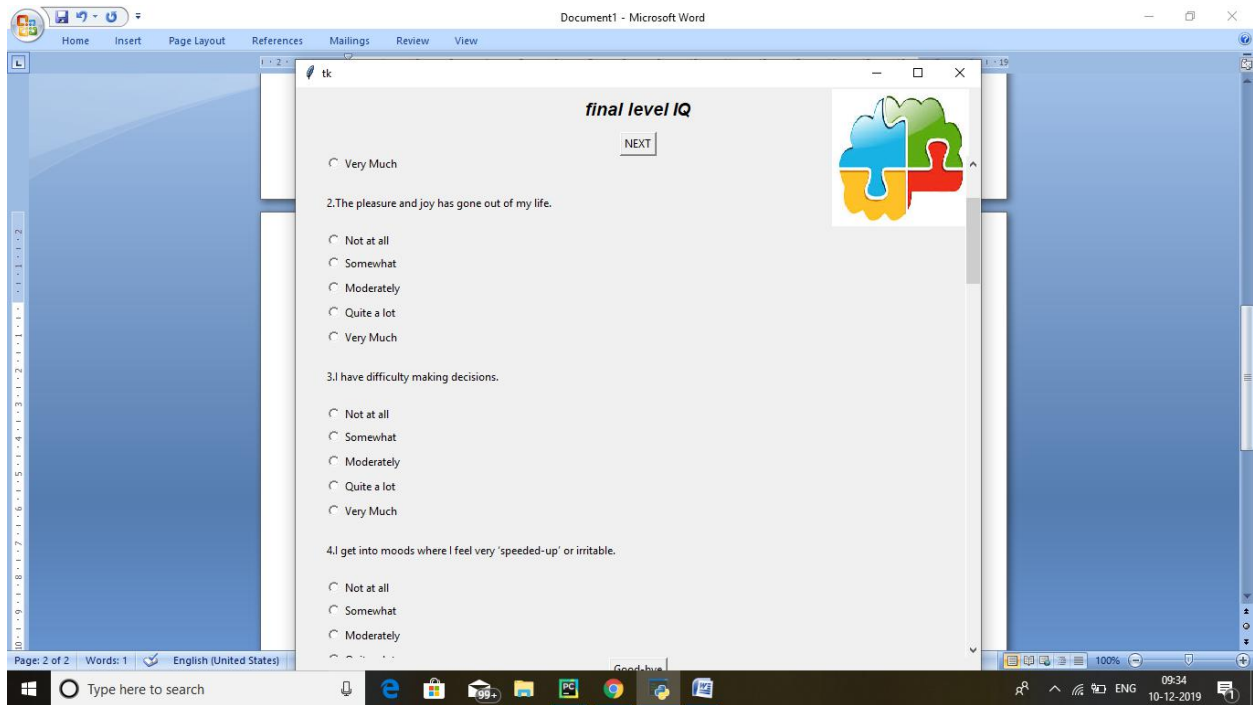 Document1 - Microsoft Word
Home Insert Page Layout References Mailings Review View
tk
final level IQ
NEXT
Very Much
2.The pleasure and joy has gone out of my life.
Not at all
Somewhat
Moderately
Quite a lot
Very Much
3.I have difficulty making decisions.
Not at all
Somewhat
Moderately
Quite a lot
Very Much
4.I get into moods where I feel very 'speeded-up' or irritable.
Not at all
Somewhat
Moderately
Good-bye
Page: 2 of 2 Words: 1 English (United States) 100%
Type here to search 99+ PC ENG 09:34
10-12-2019